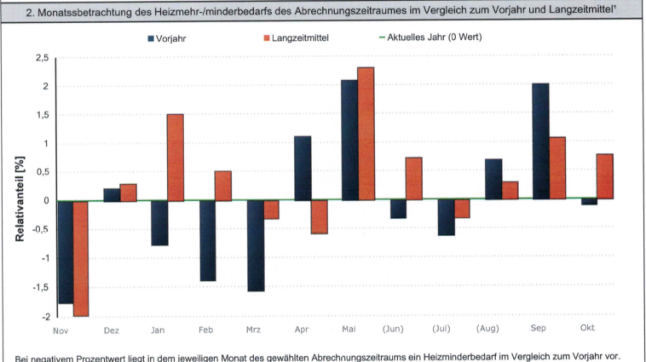 2. Monatssbetrachtung des Heizmehr-/minderbedarfs des Abrechnungszeitraumes im Vergleich zum Vorjahr und Langzeitmittel¹
Vorjahr Langzeitmittel Aktuelles Jahr (0 Wert)
Relativanteil [%]
2,5
2
1,5
1
0,5
0
-0,5
-1
-1,5
-2
Nov Dez Jan Feb Mrz Apr Mai (Jun) (Jul) (Aug) Sep Okt
Bei negativem Prozentwert liegt in dem jeweiligen Monat des gewählten Abrechnungszeitraums ein Heizminderbedarf im Vergleich zum Vorjahr vor.